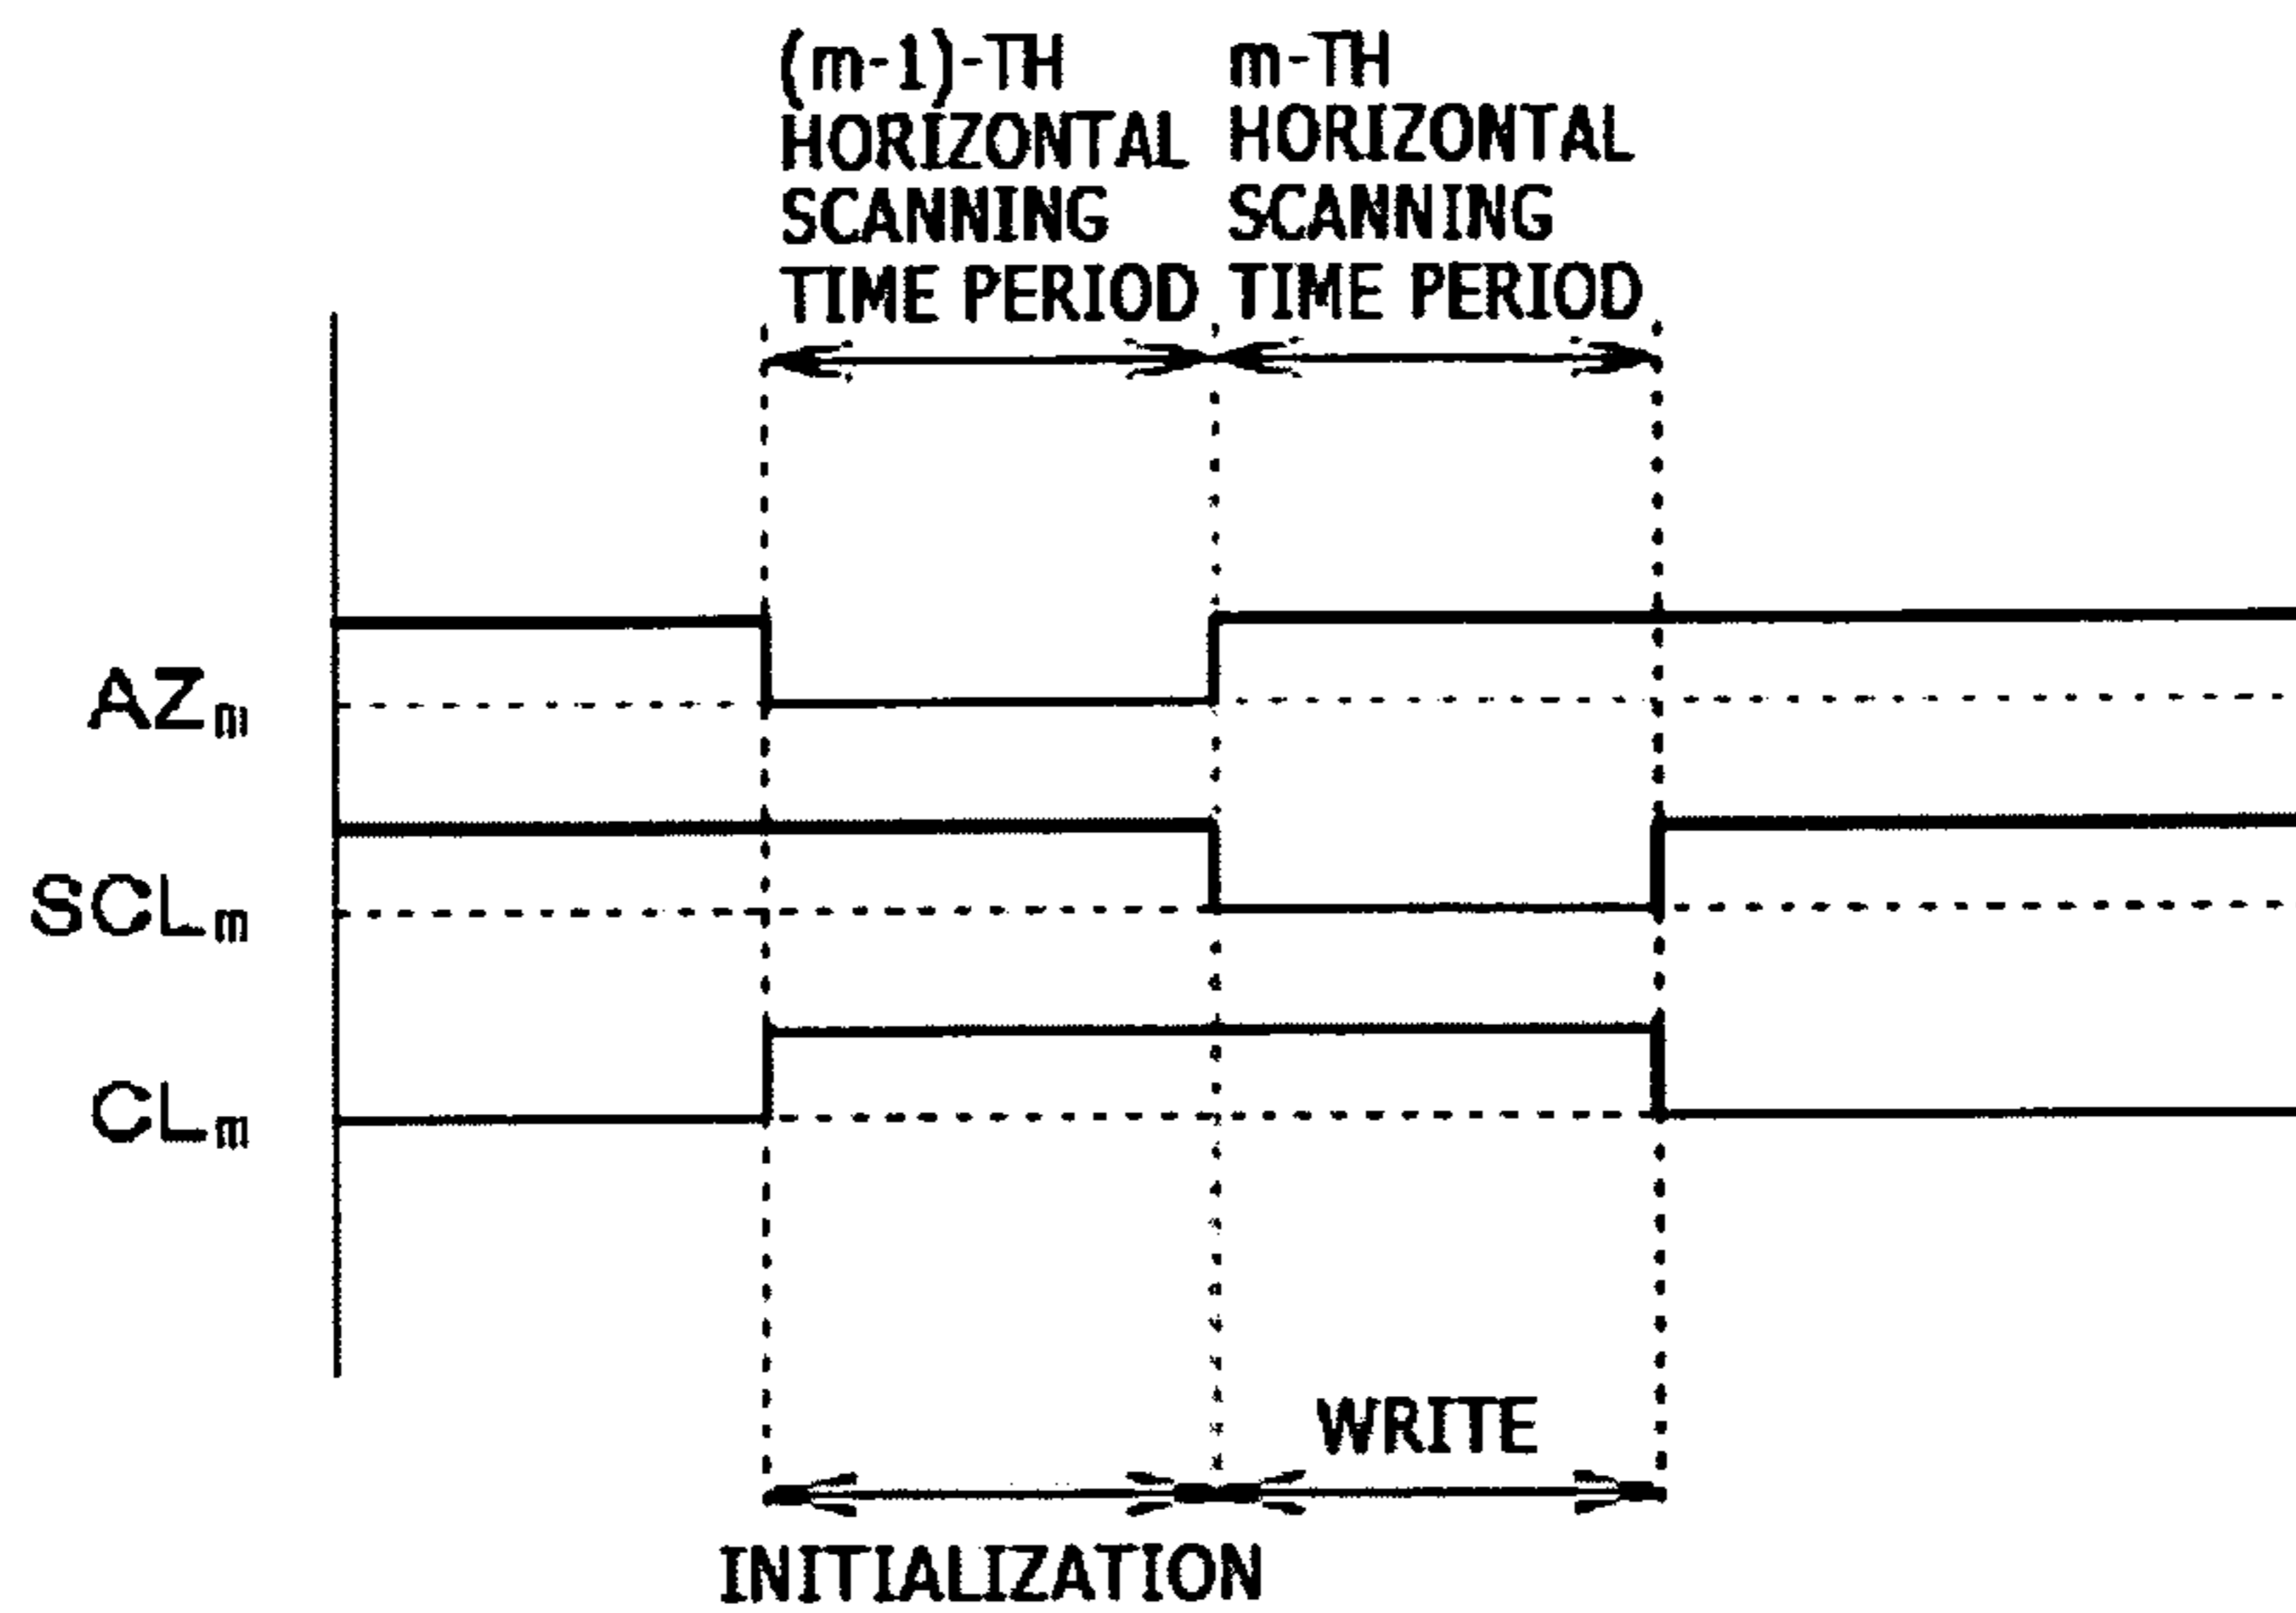 (m-1)-TH
HORIZONTAL
SCANNING
TIME PERIOD
m-TH
HORIZONTAL
SCANNING
TIME PERIOD
AZm
SCLm
CLm
WRITE
INITIALIZATION